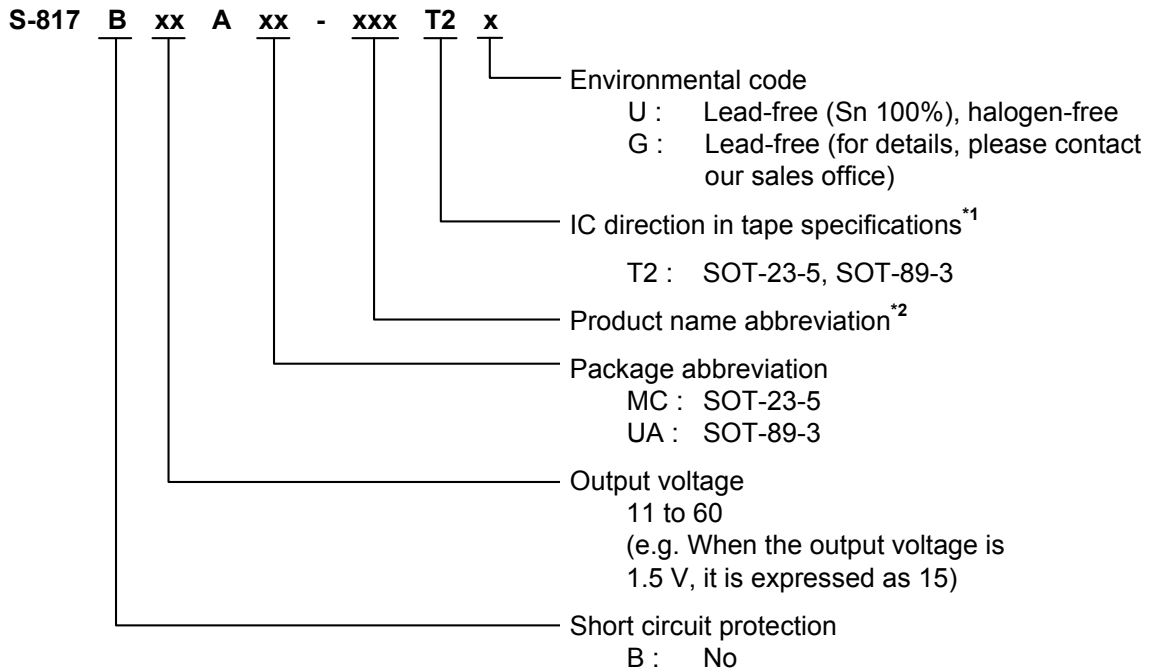 S-817 B xx A xx - xxx T2 x
Environmental code
U : Lead-free (Sn 100%), halogen-free
G : Lead-free (for details, please contact
our sales office)
IC direction in tape specifications*1
T2 : SOT-23-5, SOT-89-3
Product name abbreviation*2
Package abbreviation
MC : SOT-23-5
UA : SOT-89-3
Output voltage
11 to 60
(e.g. When the output voltage is
1.5 V, it is expressed as 15)
Short circuit protection
B : No